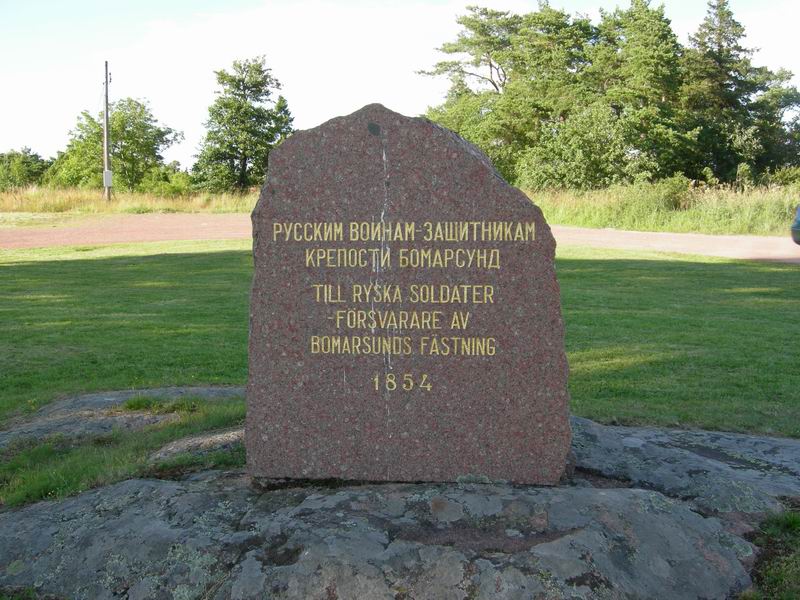 РУССКИМ ВОИНАМ-ЗАЩИТНИКАМ
КРЕПОСТИ БОМАРСУНД
TILL RYSKA SOLDATER
-FÖRSVARARE AV
BOMARSUNDS FÄSTNING
1854